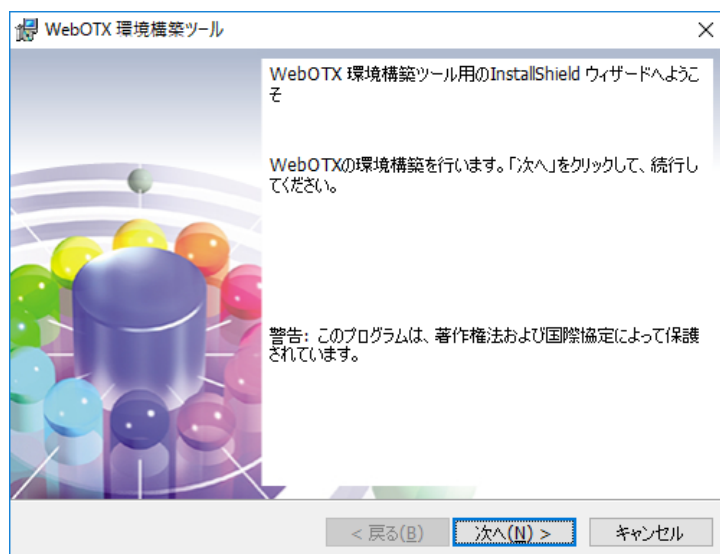 WebOTX 環境構築ツール
WebOTX 環境構築ツール用のInstallShield ウィザードへようこ
そ
WebOTXの環境構築を行います。「次へ」をクリックして、続行し
てください。
警告: このプログラムは、著作権法および国際協定によって保護
されています。
< 戻る(B)
次へ(N) >
キャンセル